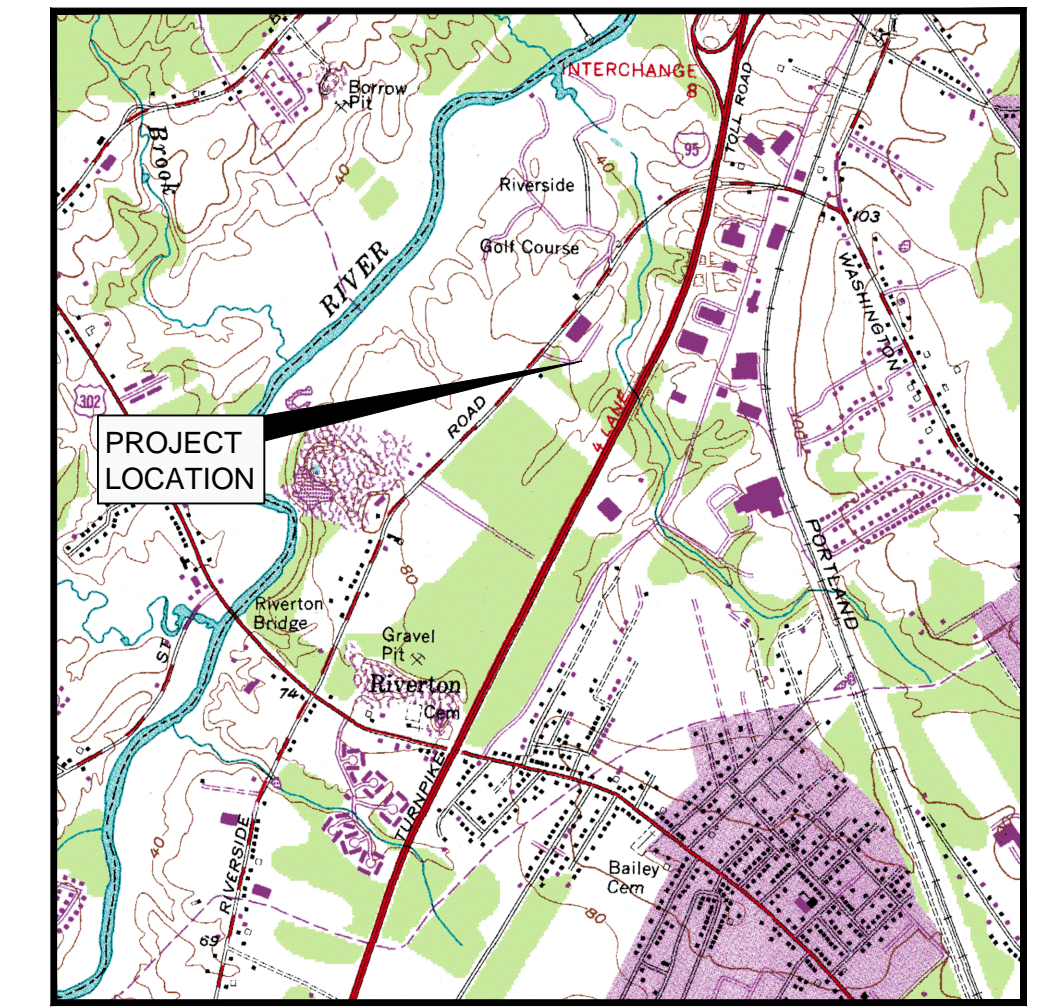 INTERCHANGE
8
TOLL ROAD
95
Borrow
Pit
Brook
40
40
Riverside
Golf Course
103
WASHINGTON
RIVER
302
PROJECT
LOCATION
ROAD
4 LANE
100
PORTLAND
80
Riverton
Bridge
ST
Gravel
Pit
Riverton
74
Cem
TURNPIKE
RIVERSIDE
40
Bailey
Cem
80
69